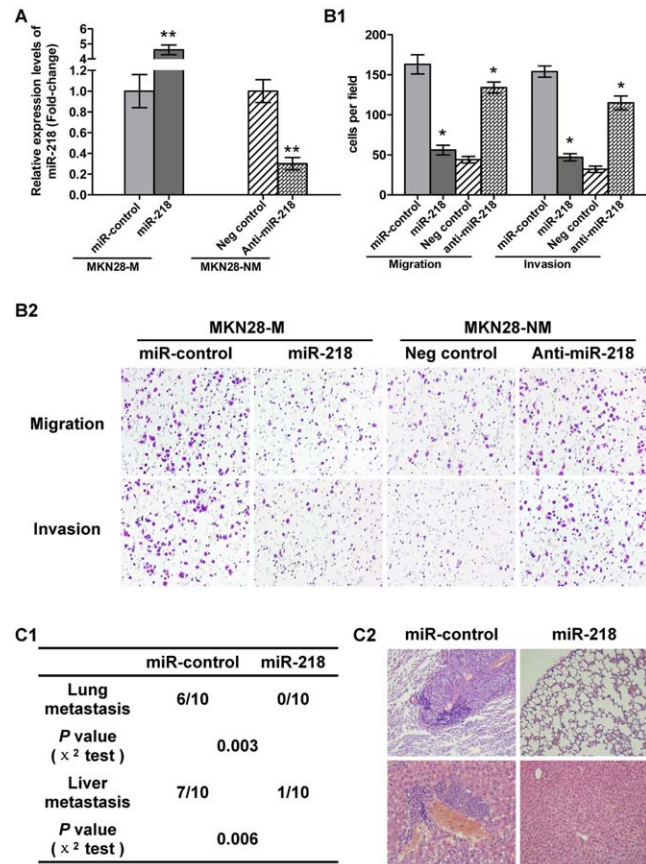 A
Relative expression levels of
miR-218 (Fold-change)
6
5
4
3
2
1.2
1.0
0.8
0.6
0.4
0.2
0.0
**
**
miR-control
miR-218
Neg control
Anti-miR-218
MKN28-M
MKN28-NM
B1
cells per field
200
150
100
50
0
*
*
*
*
miR-control
miR-218
Neg control
anti-miR-218
miR-control
miR-218
Neg control
anti-miR-218
Migration
Invasion
B2
MKN28-M
MKN28-NM
miR-control
miR-218
Neg control
Anti-miR-218
Migration
Invasion
C1
miR-control
miR-218
Lung
metastasis
6/10
0/10
P value
( x ² test )
0.003
Liver
metastasis
7/10
1/10
P value
( x ² test )
0.006
C2
miR-control
miR-218